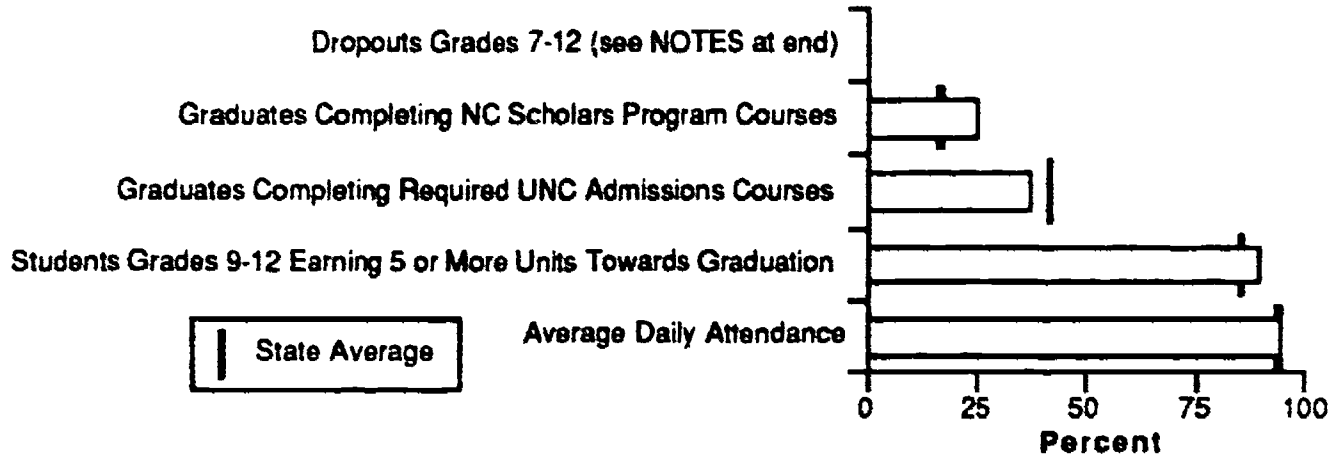 Dropouts Grades 7-12 (see NOTES at end)
Graduates Completing NC Scholars Program Courses
Graduates Completing Required UNC Admissions Courses
Students Grades 9-12 Earning 5 or More Units Towards Graduation
Average Daily Attendance
State Average
0 25 50 75 100
Percent